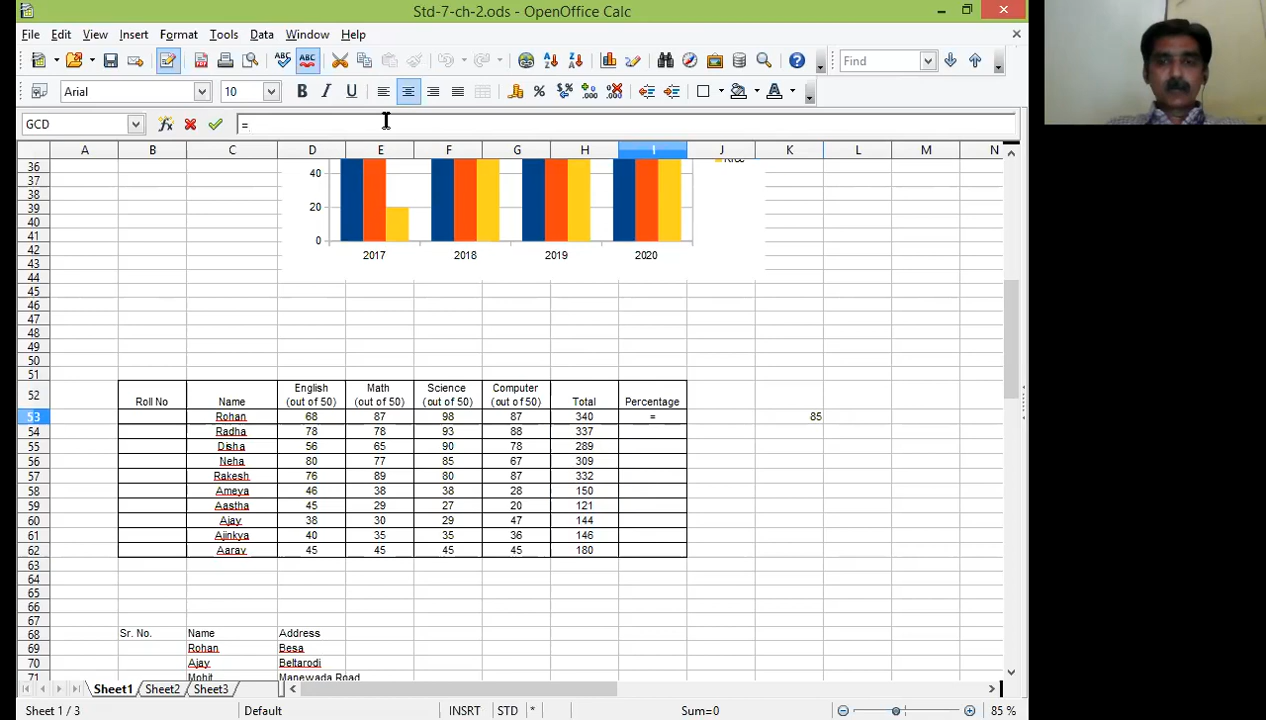 Std-7-ch-2.ods - OpenOffice Calc
File Edit View Insert Format Tools Data Window Help
Find
Arial 10
GCD =
A B C D E F G H I J K L M N
36 40
37
38
39 20
40
41
42 0
43 2017 2018 2019 2020
44
45
46
47
48
49
50
51
52 Roll No Name English (out of 50) Math (out of 50) Science (out of 50) Computer (out of 50) Total Percentage
53 Rohan 68 87 98 87 340 = 85
54 Radha 78 78 93 88 337
55 Disha 56 65 90 78 289
56 Neha 80 77 85 67 309
57 Rakesh 76 89 80 87 332
58 Ameya 46 38 38 28 150
59 Aastha 45 29 27 20 121
60 Ajay 38 30 29 47 144
61 Ajinkya 40 35 35 36 146
62 Aarav 45 45 45 45 180
63
64
65
66
67
68 Sr. No. Name Address
69 Rohan Besa
70 Ajay Beltarodi
71 Mohit Manewada Road
Sheet1 Sheet2 Sheet3
Sheet 1 / 3 Default INSRT STD * Sum=0 85 %